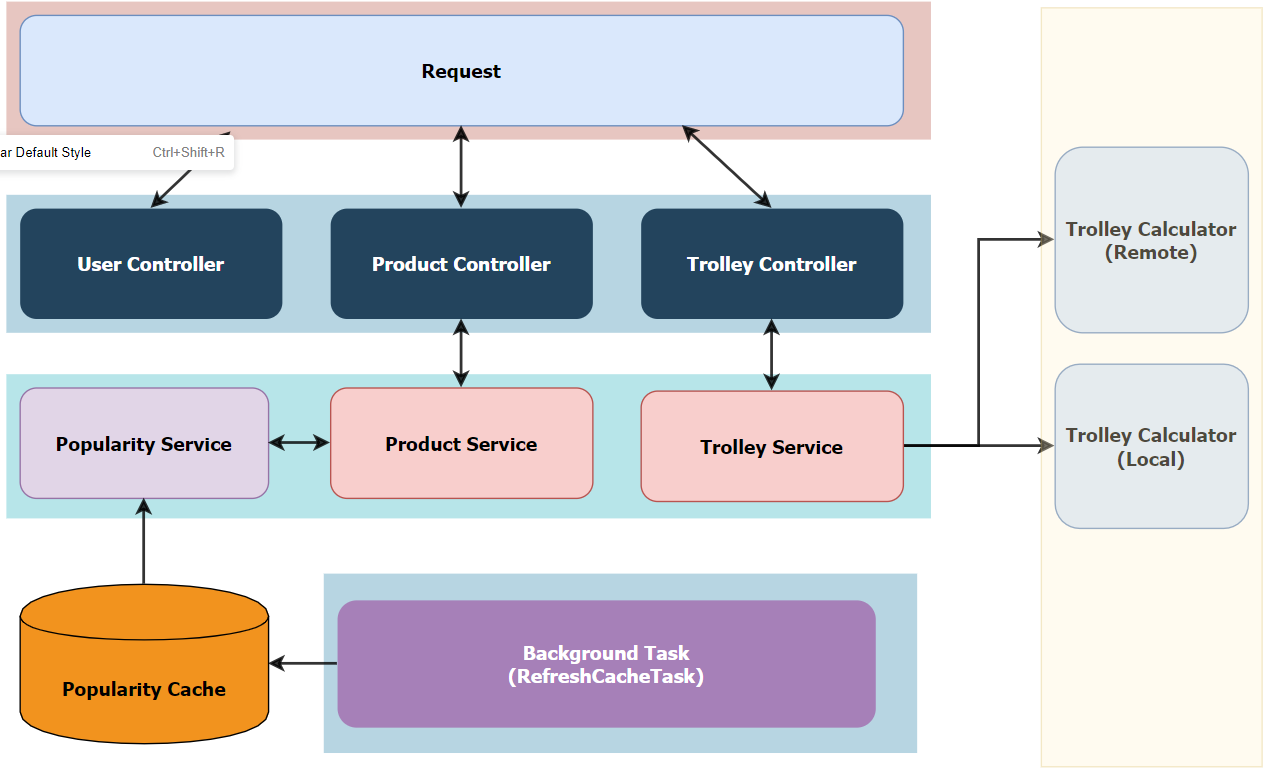 Request
ar Default Style Ctrl+Shift+R
User Controller
Product Controller
Trolley Controller
Trolley Calculator
(Remote)
Popularity Service
Product Service
Trolley Service
Trolley Calculator
(Local)
Popularity Cache
Background Task
(RefreshCacheTask)